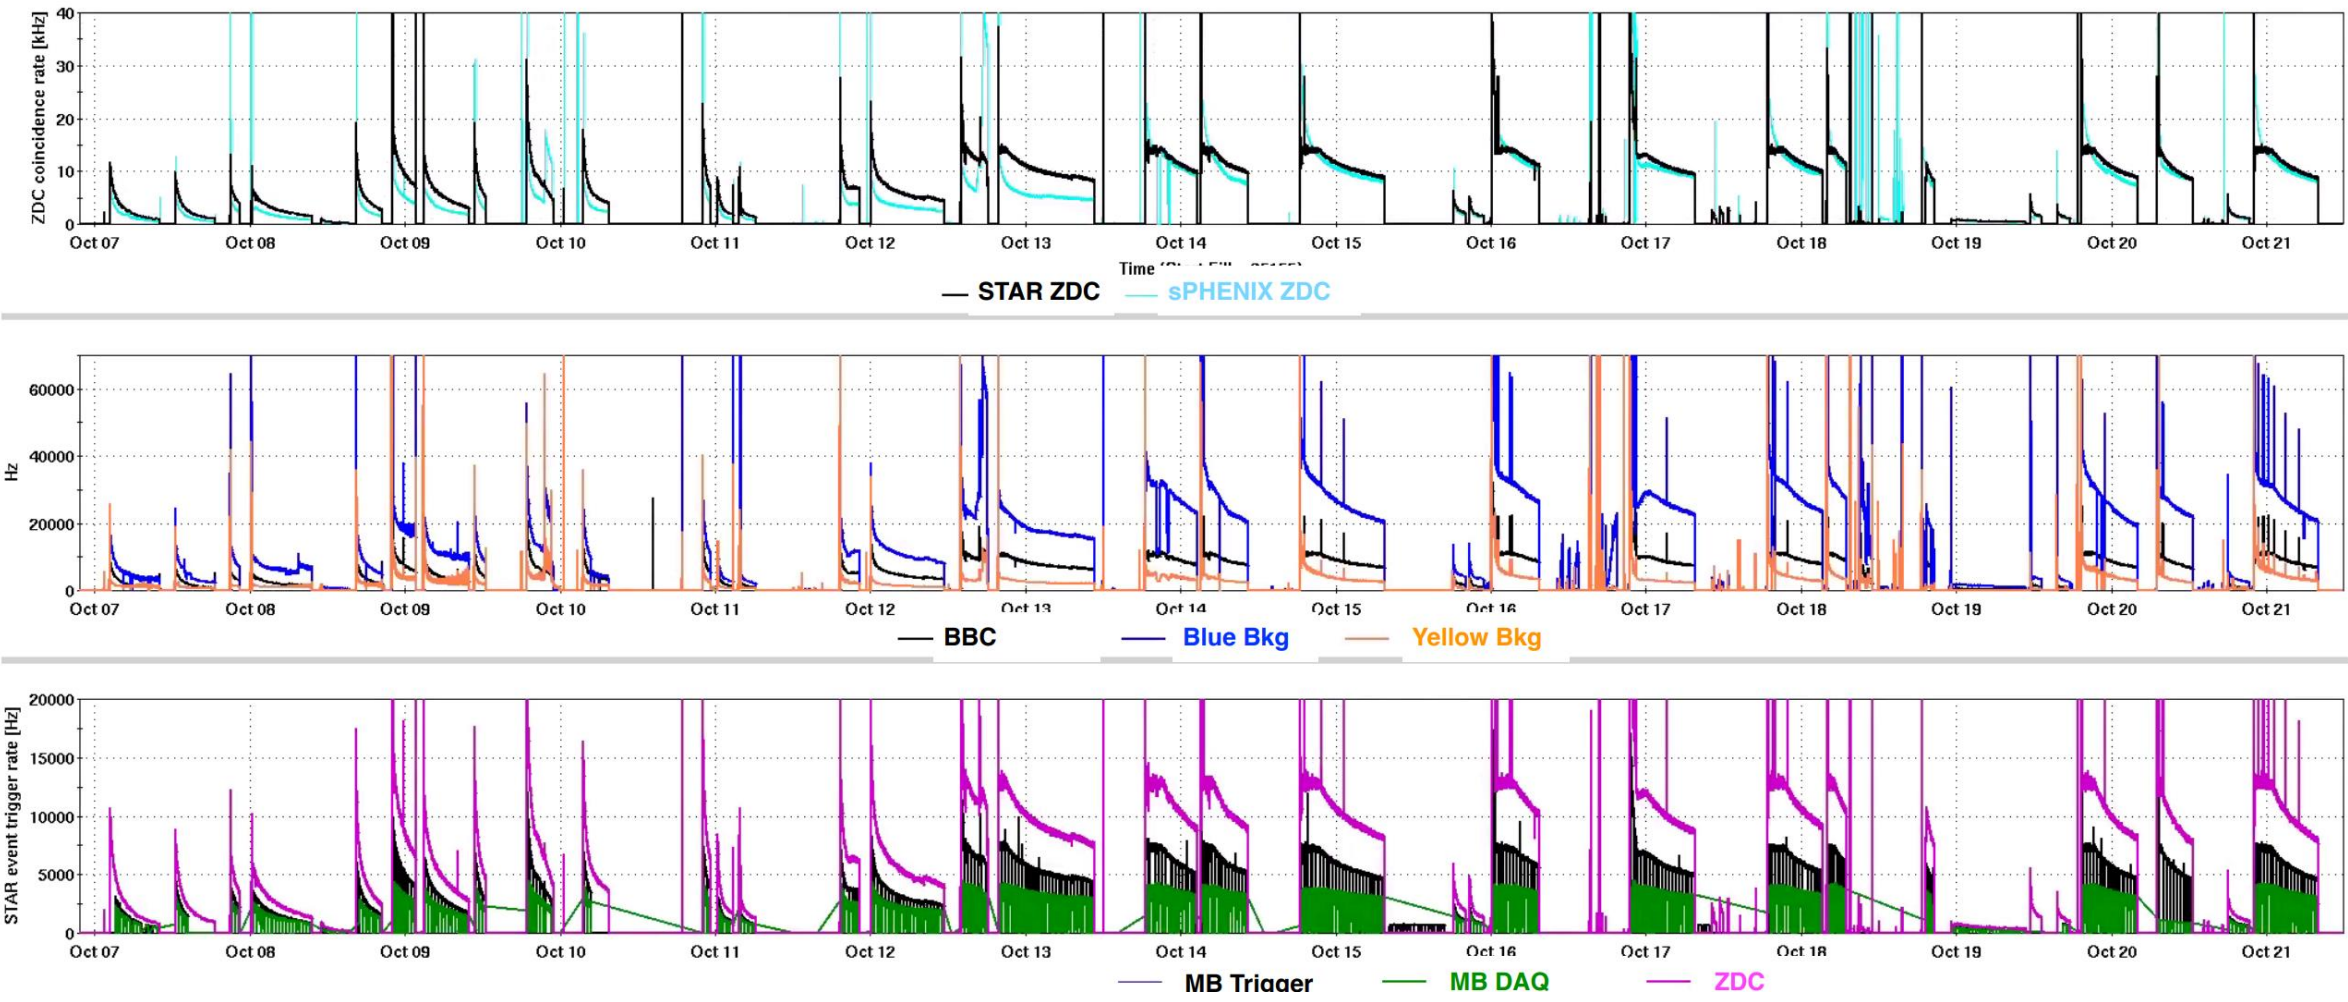 ZDC coincidence rate [kHz]
40
30
20
10
0
Oct 07 Oct 08 Oct 09 Oct 10 Oct 11 Oct 12 Oct 13 Oct 14 Oct 15 Oct 16 Oct 17 Oct 18 Oct 19 Oct 20 Oct 21
Time
STAR ZDC sPHENIX ZDC
Hz
60000
40000
20000
0
Oct 07 Oct 08 Oct 09 Oct 10 Oct 11 Oct 12 Oct 13 Oct 14 Oct 15 Oct 16 Oct 17 Oct 18 Oct 19 Oct 20 Oct 21
BBC Blue Bkg Yellow Bkg
STAR event trigger rate [Hz]
20000
15000
10000
5000
0
Oct 07 Oct 08 Oct 09 Oct 10 Oct 11 Oct 12 Oct 13 Oct 14 Oct 15 Oct 16 Oct 17 Oct 18 Oct 19 Oct 20 Oct 21
MB Trigger MB DAQ ZDC